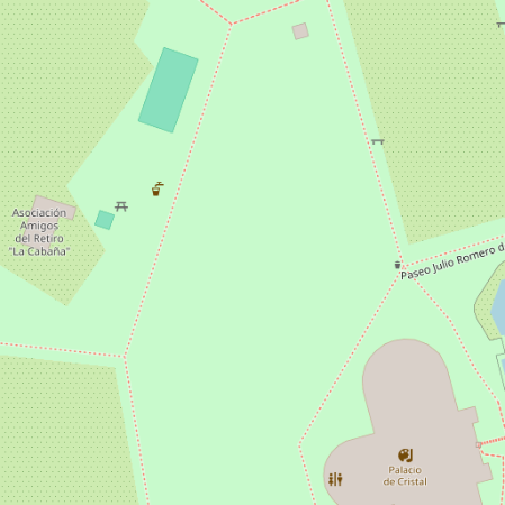 Asociación
Amigos
del Retiro
"La Cabaña"
Paseo Julio Romero d
Palacio
de Cristal